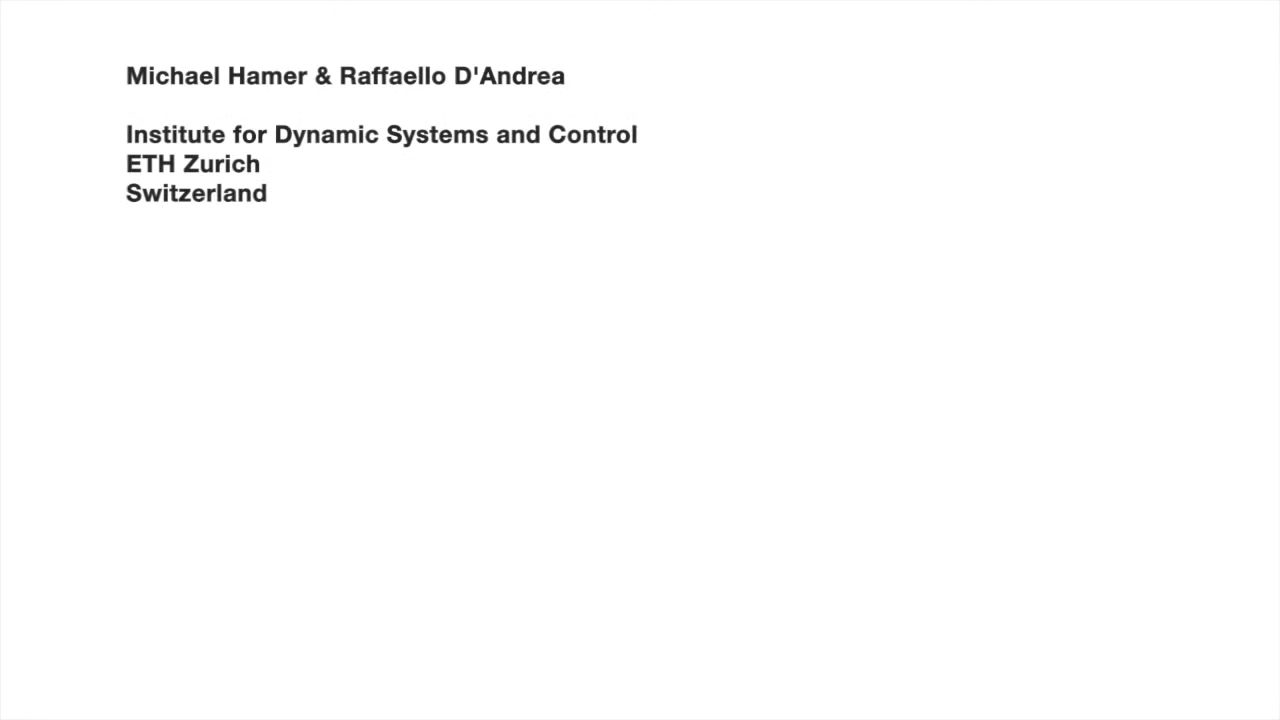 Michael Hamer & Raffaello D'Andrea
Institute for Dynamic Systems and Control
ETH Zurich
Switzerland